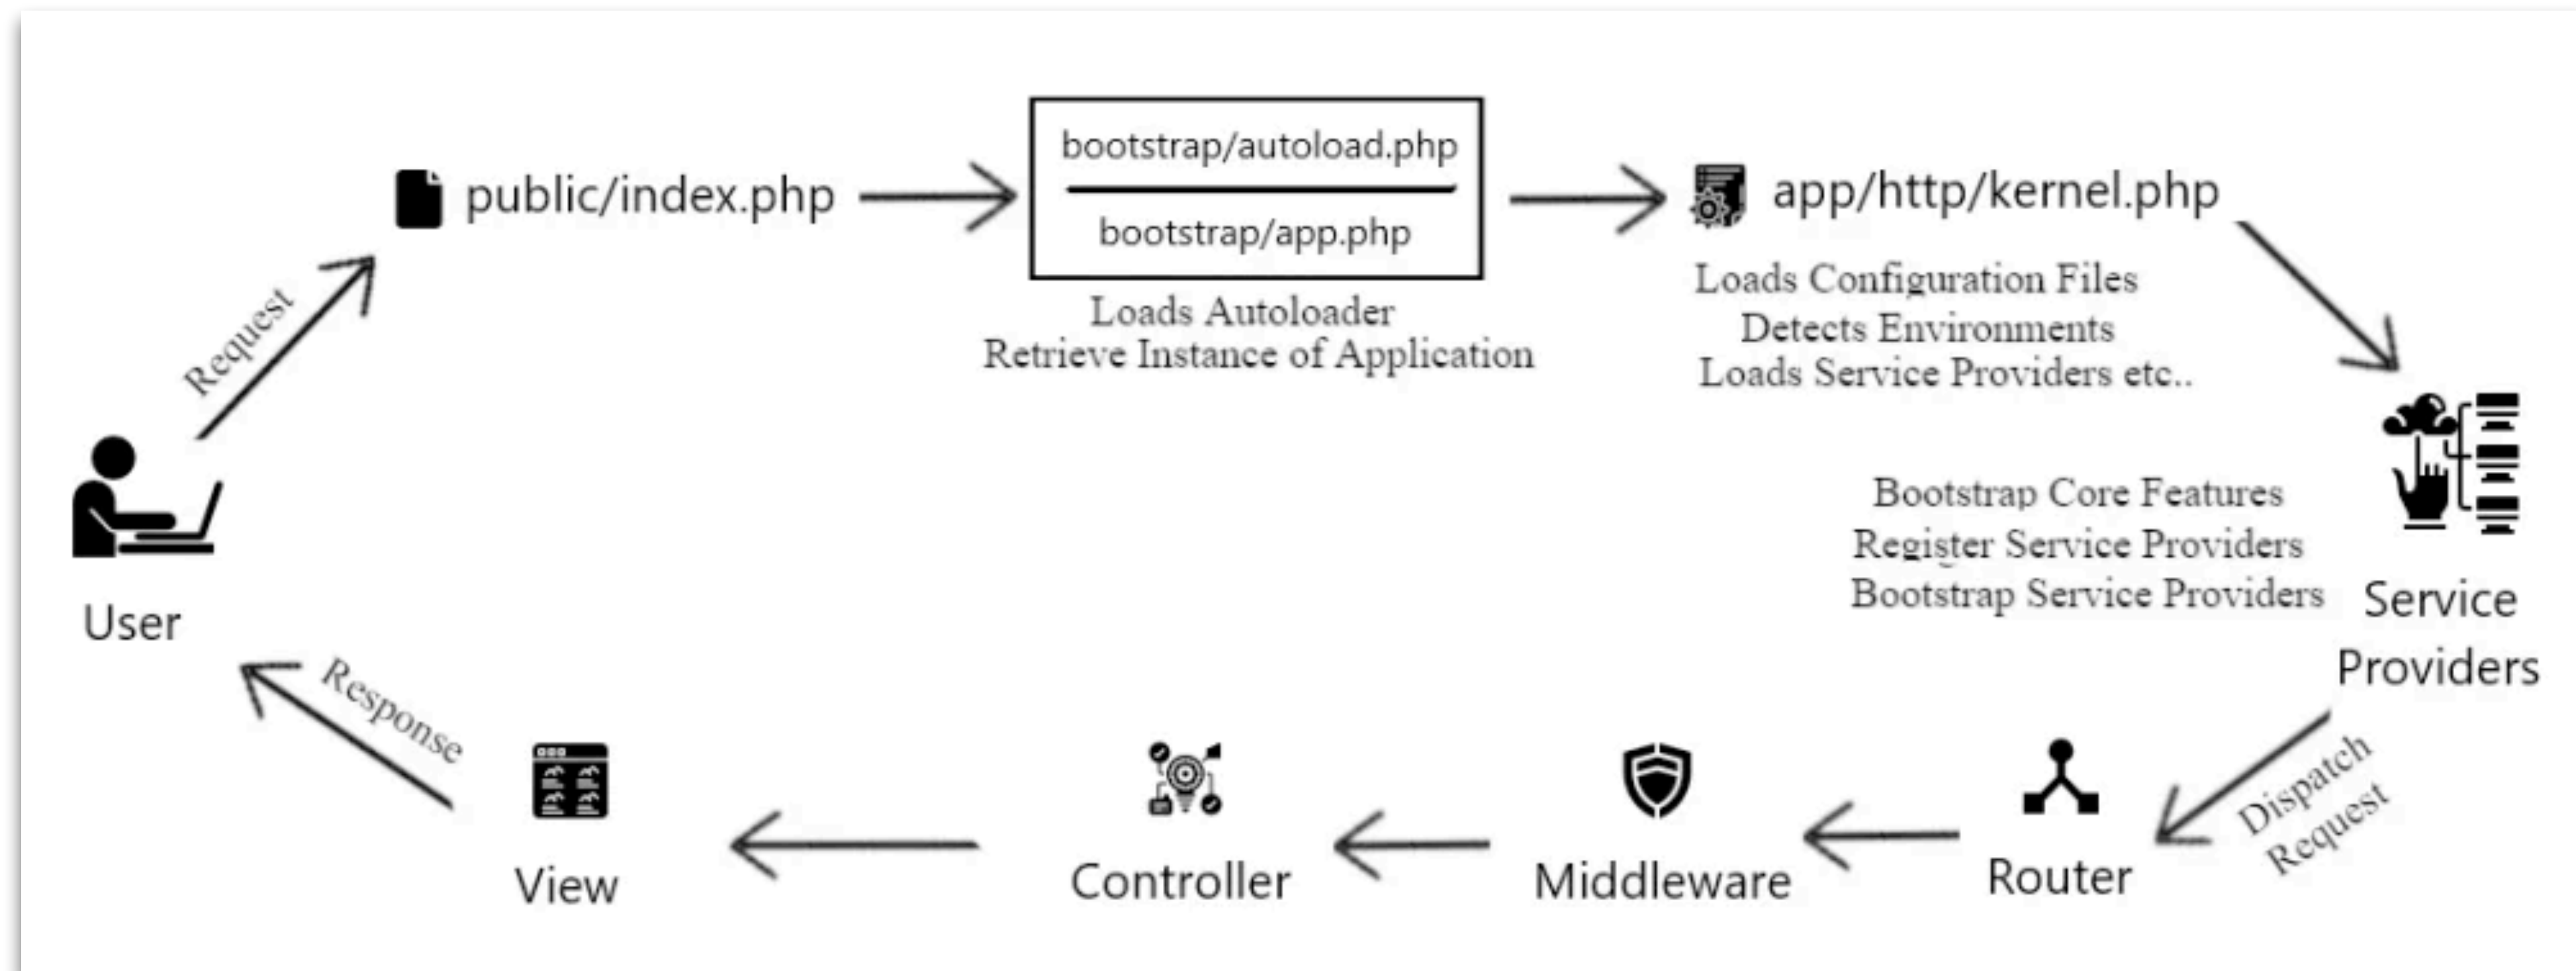 Request
public/index.php
bootstrap/autoload.php
bootstrap/app.php
Loads Autoloader
Retrieve Instance of Application
app/http/kernel.php
Loads Configuration Files
Detects Environments
Loads Service Providers etc..
Bootstrap Core Features
Register Service Providers
Bootstrap Service Providers
Service
Providers
Dispatch
Request
Router
Middleware
Controller
View
Response
User